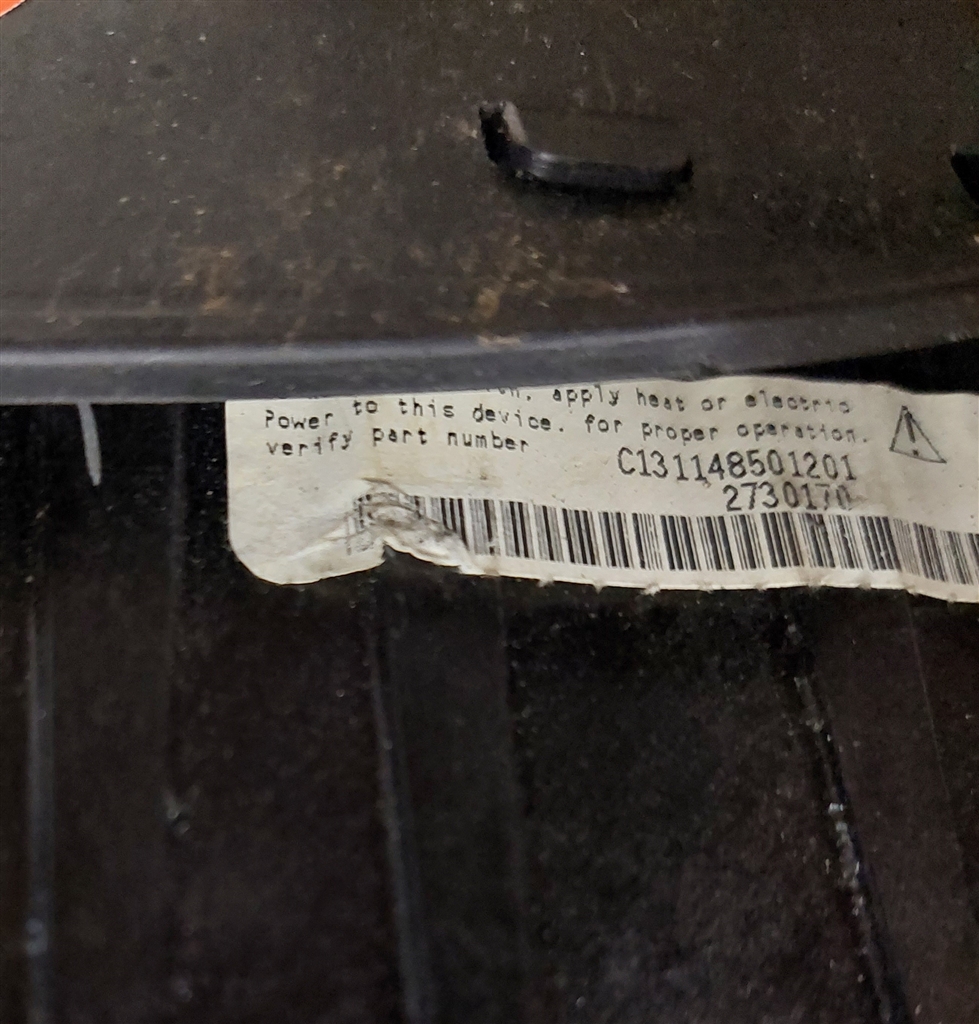 apply heat or electric
Power to this device. for proper operation.
verify part number
C131148501201
2730170